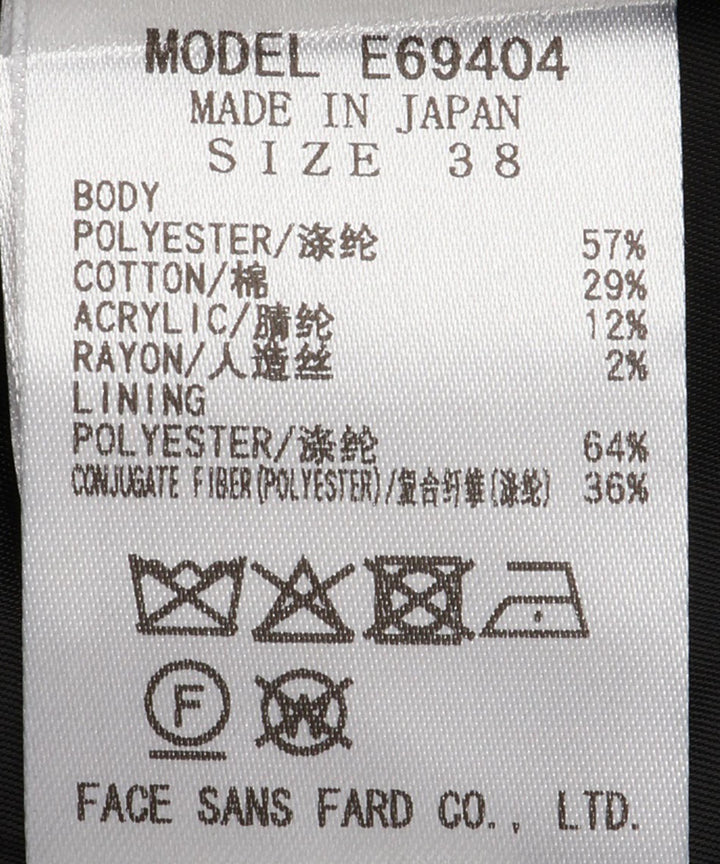 MODEL E69404
MADE IN JAPAN
SIZE 38
BODY
POLYESTER/涤纶 57%
COTTON/棉 29%
ACRYLIC/腈纶 12%
RAYON/人造丝 2%
LINING
POLYESTER/涤纶 64%
CONJUGATE FIBER(POLYESTER)/复合纤维(涤纶) 36%
F W
FACE SANS FARD CO., LTD.